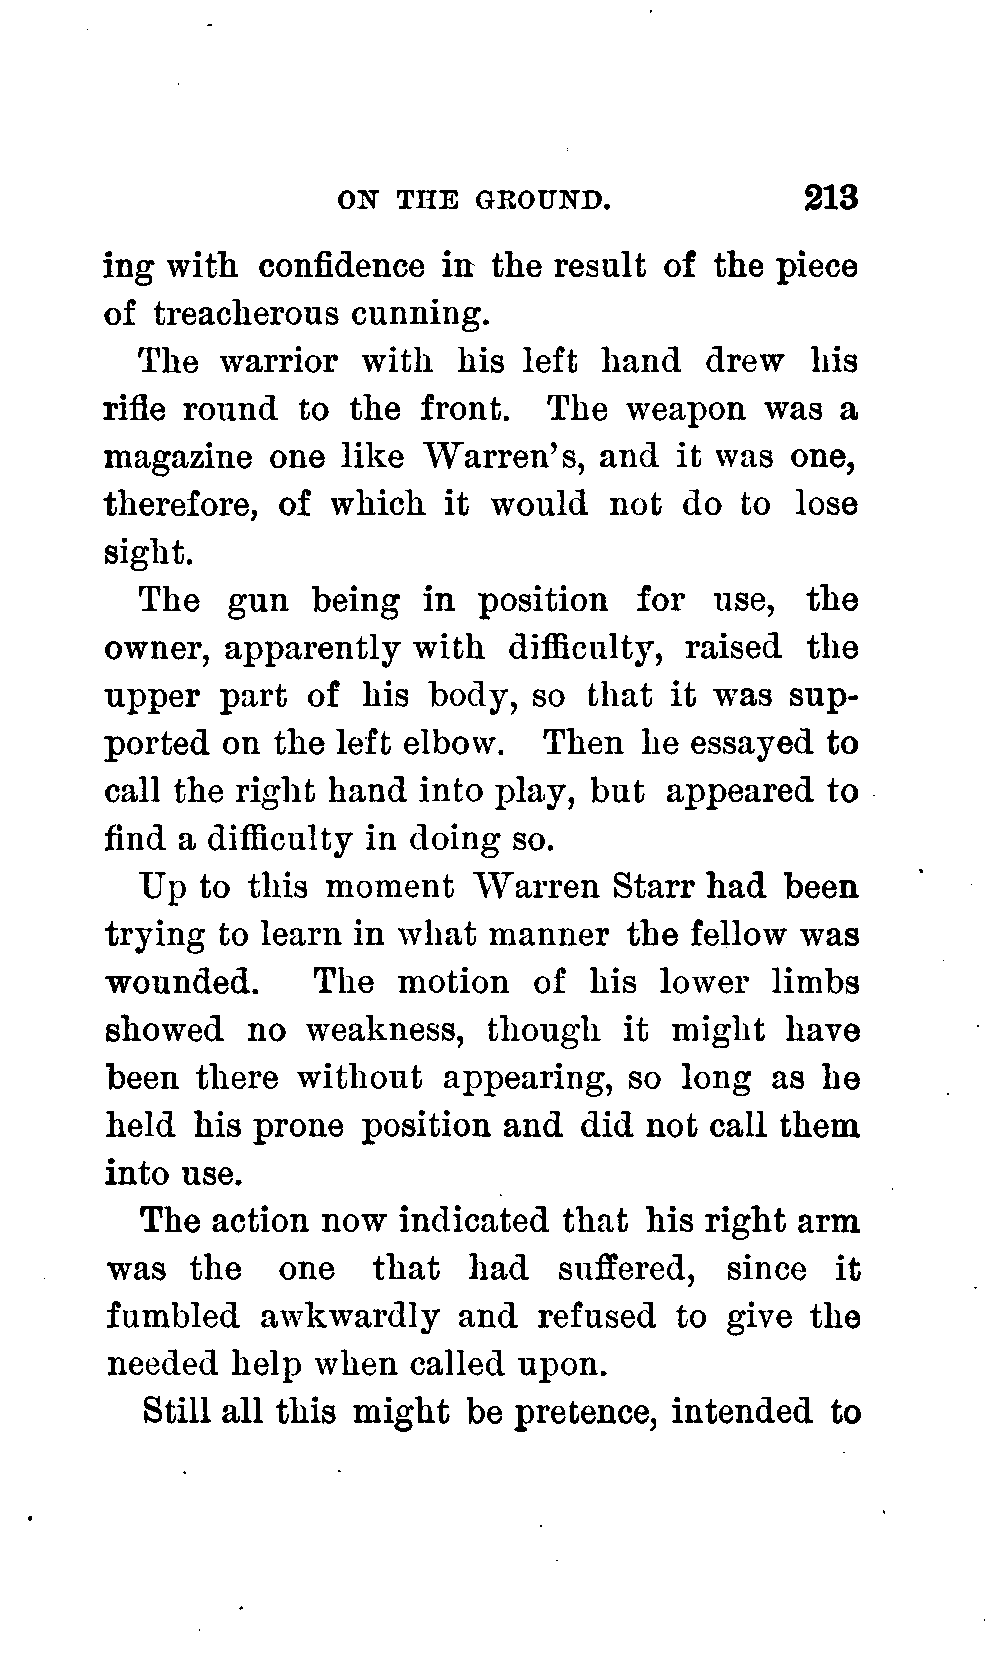 ON THE GROUND. 213
ing with confidence in the result of the piece
of treacherous cunning.
The warrior with his left hand drew his
rifle round to the front. The weapon was a
magazine one like Warren's, and it was one,
therefore, of which it would not do to lose
sight.
The gun being in position for use, the
owner, apparently with difficulty, raised the
upper part of his body, so that it was sup-
ported on the left elbow. Then he essayed to
call the right hand into play, but appeared to
find a difficulty in doing so.
Up to this moment Warren Starr had been
trying to learn in what manner the fellow was
wounded. The motion of his lower limbs
showed no weakness, though it might have
been there without appearing, so long as he
held his prone position and did not call them
into use.
The action now indicated that his right arm
was the one that had suffered, since it
fumbled awkwardly and refused to give the
needed help when called upon.
Still all this might be pretence, intended to